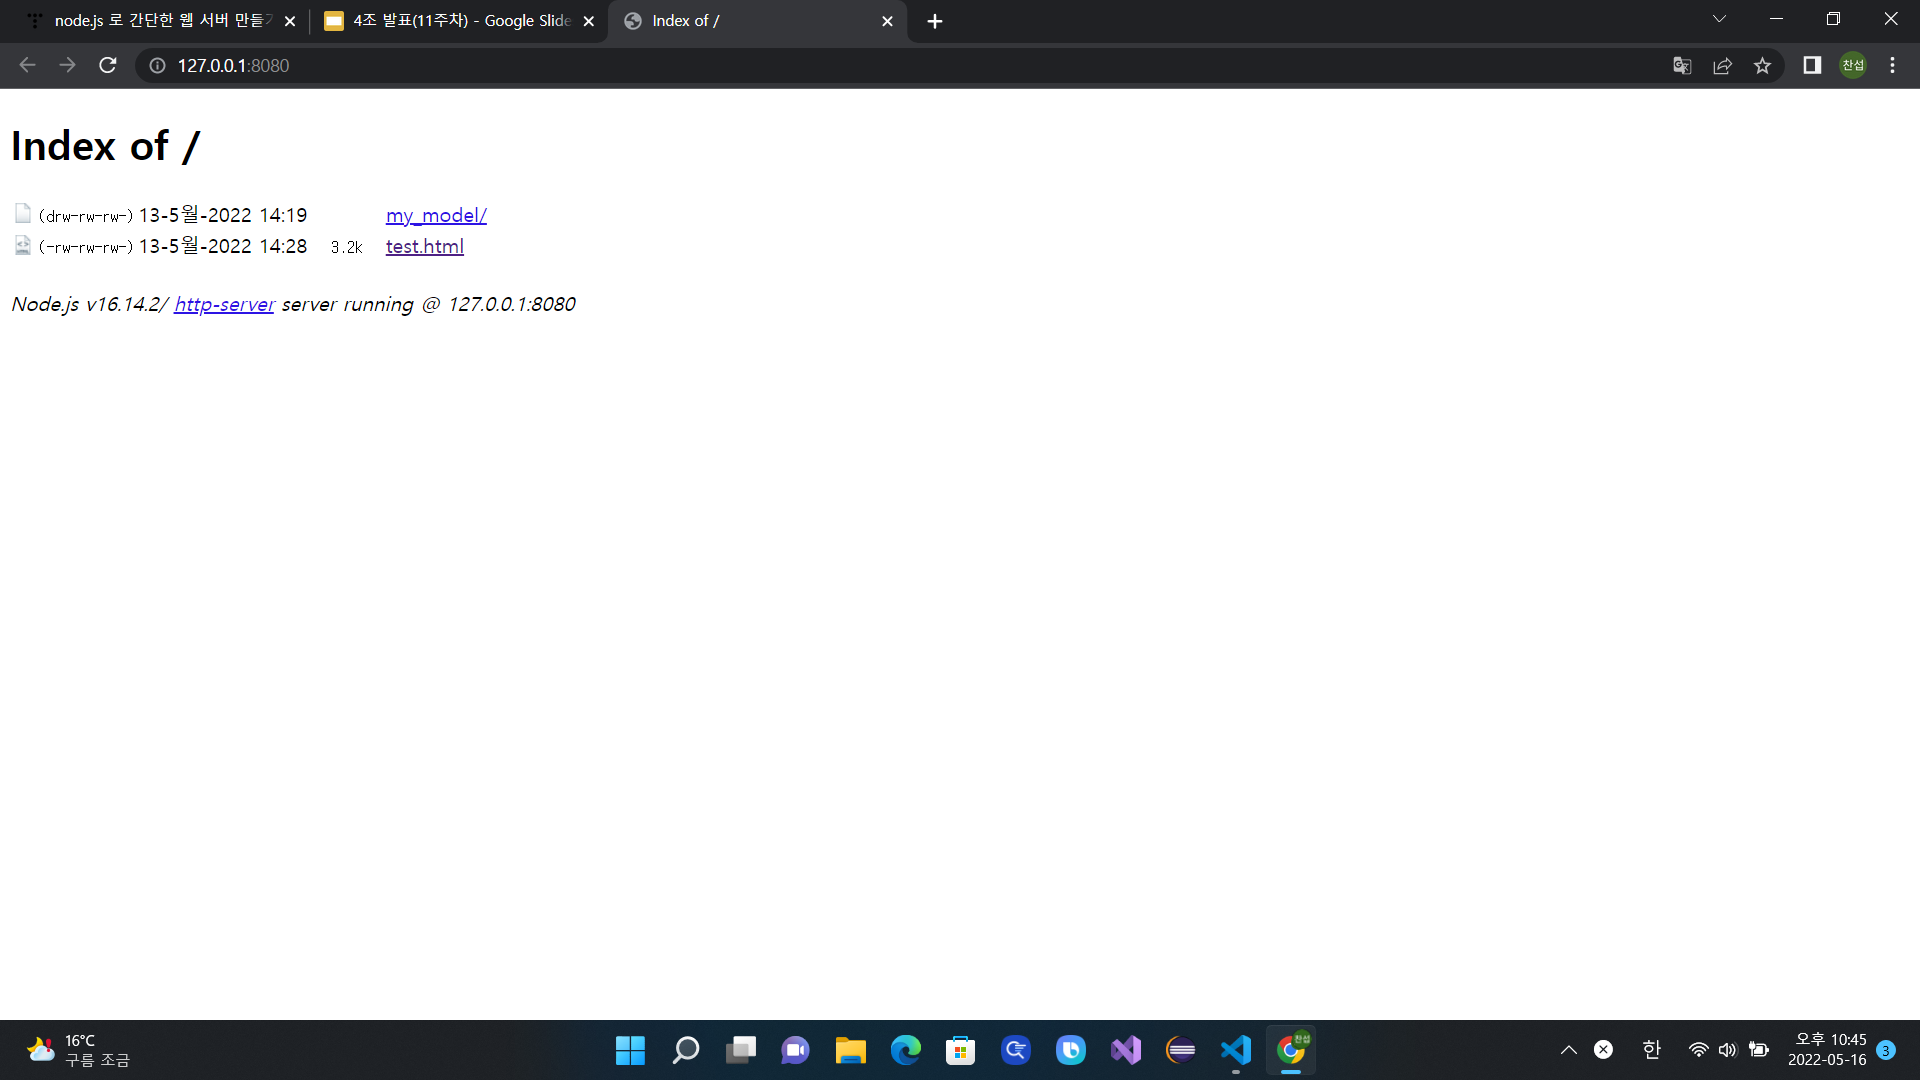 node.js 로 간단한 웹 서버 만들기
4조 발표(11주차) - Google Slide
Index of /
127.0.0.1:8080
찬섭
Index of /
(drw-rw-rw-) 13-5월-2022 14:19 my_model/
(-rw-rw-rw-) 13-5월-2022 14:28 3.2k test.html
Node.js v16.14.2/ http-server server running @ 127.0.0.1:8080
16°C
구름 조금
찬섭
한
오후 10:45
2022-05-16
3